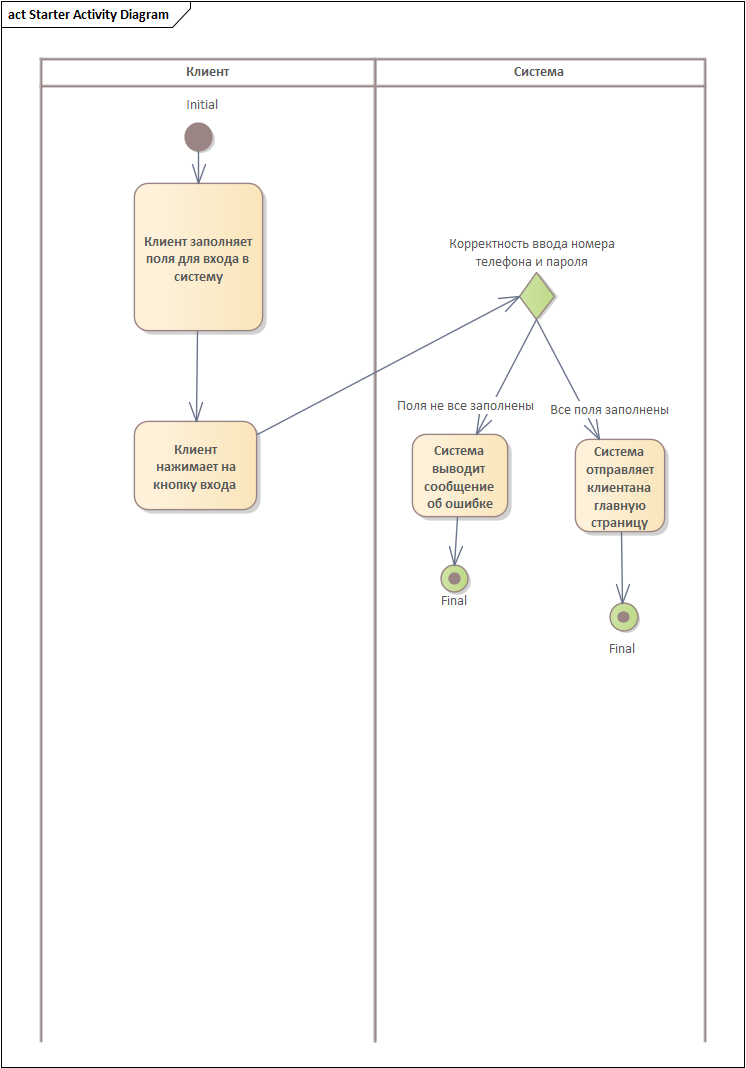 act Starter Activity Diagram
Клиент
Система
Initial
Клиент заполняет
поля для входа в
систему
Корректность ввода номера
телефона и пароля
Поля не все заполнены
Все поля заполнены
Клиент
нажимает на
кнопку входа
Система
выводит
сообщение
об ошибке
Система
отправляет
клиентана
главную
страницу
Final
Final